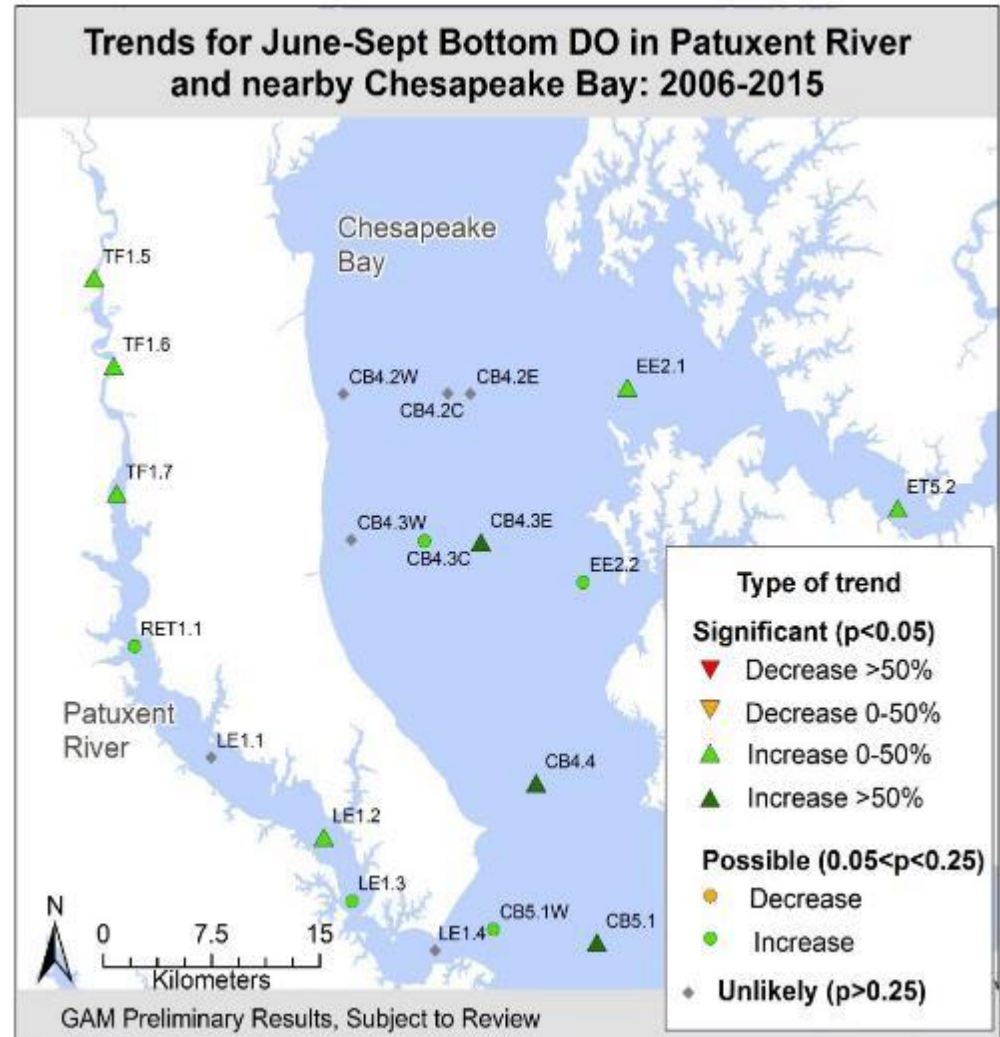 Trends for June-Sept Bottom DO in Patuxent River
and nearby Chesapeake Bay: 2006-2015
Chesapeake
Bay
TF1.5
TF1.6
CB4.2W
CB4.2E
CB4.2C
EE2.1
TF1.7
ET5.2
CB4.3W
CB4.3E
CB4.3C
EE2.2
RET1.1
Patuxent
River
LE1.1
CB4.4
LE1.2
LE1.3
CB5.1W
CB5.1
LE1.4
Type of trend
Significant (p<0.05)
Decrease >50%
Decrease 0-50%
Increase 0-50%
Increase >50%
Possible (0.05<p<0.25)
Decrease
Increase
Unlikely (p>0.25)
N
0 7.5 15
Kilometers
GAM Preliminary Results, Subject to Review